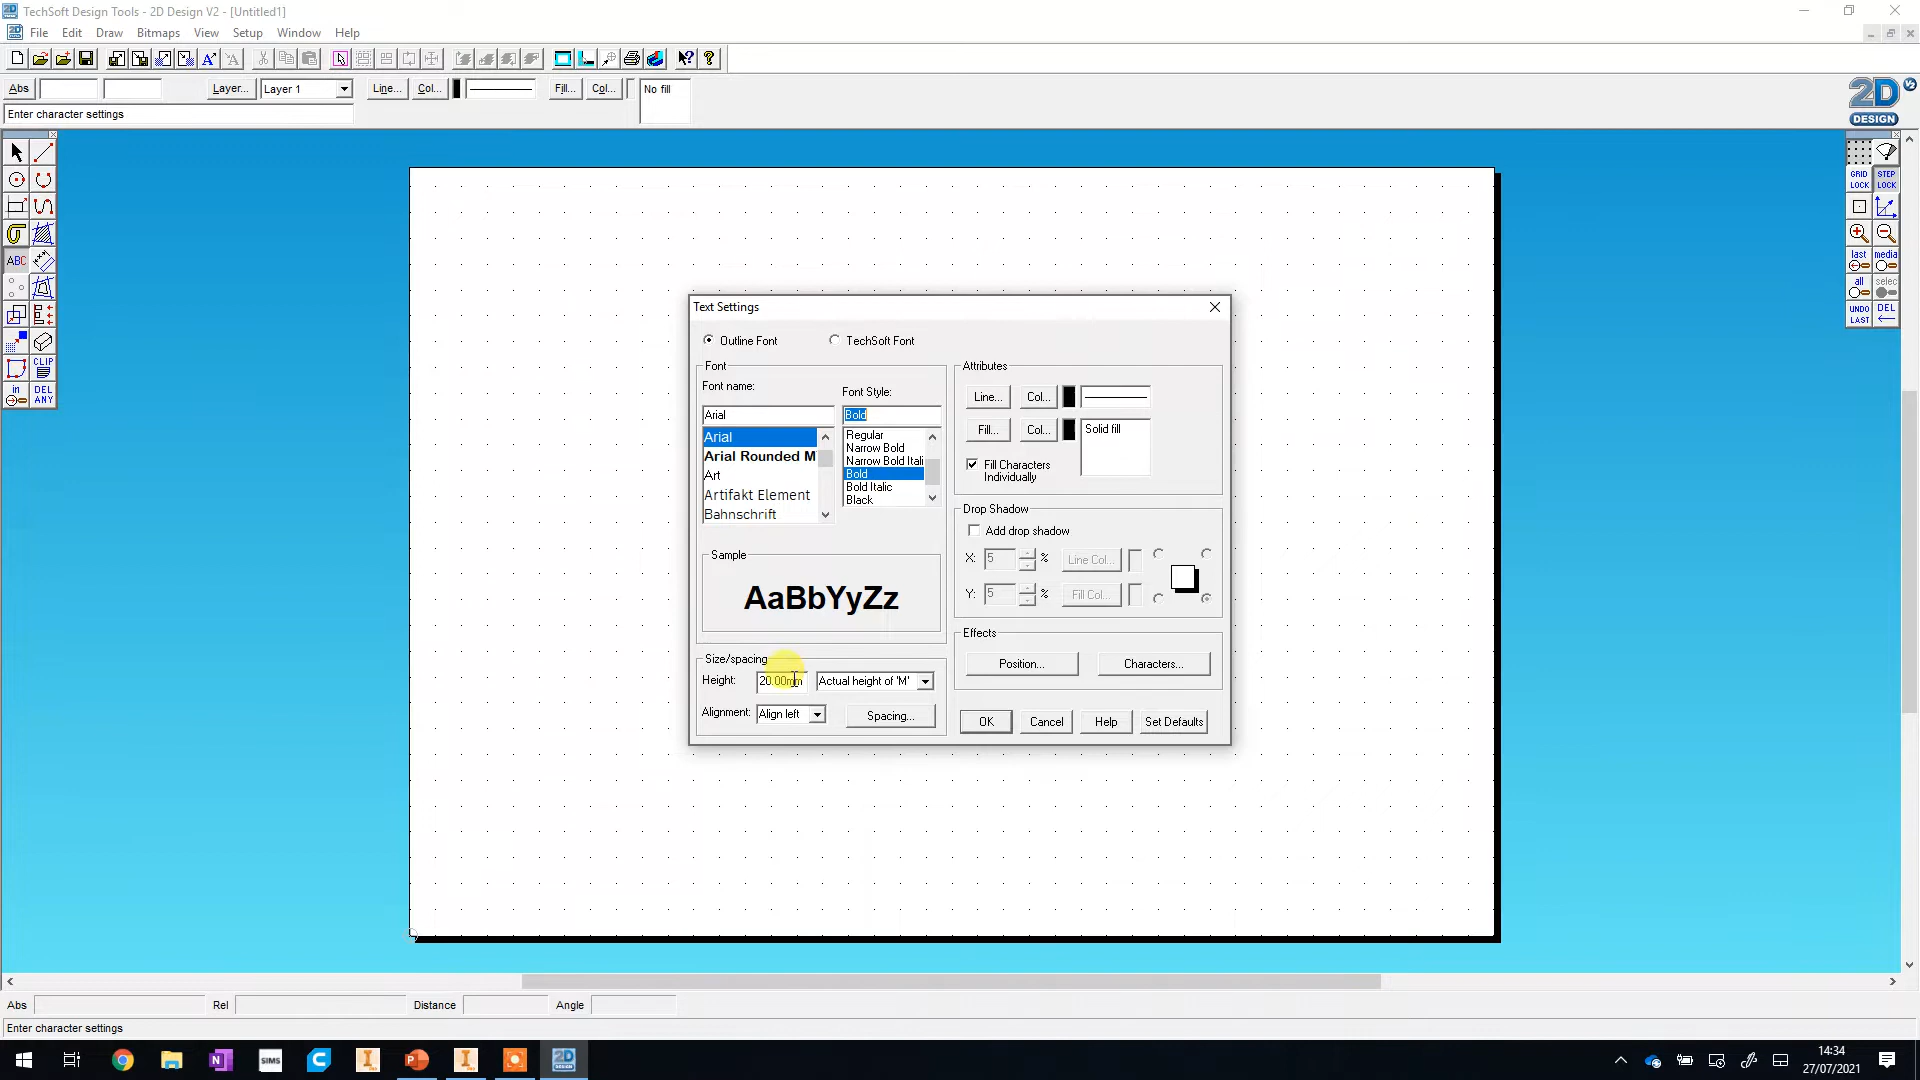 TechSoft Design Tools - 2D Design V2 - [Untitled1]
File Edit Draw Bitmaps View Setup Window Help
Abs Layer... Layer 1 Line... Col... Fill... Col... No fill
Enter character settings
2D
V2
DESIGN
ABC
CLIP
in
DEL
ANY
GRID
LOCK
STEP
LOCK
last
media
all
selec
UNDO
LAST
DEL
Text Settings
Outline Font TechSoft Font
Font
Font name:
Font Style:
Arial
Bold
Arial
Arial Rounded M
Art
Artifakt Element
Bahnschrift
Regular
Narrow Bold
Narrow Bold Itali
Bold
Bold Italic
Black
Sample
AaBbYyZz
Size/spacing
Height: 20.00mm Actual height of 'M'
Alignment: Align left Spacing...
Attributes
Line... Col...
Fill... Col... Solid fill
Fill Characters
Individually
Drop Shadow
Add drop shadow
X: 5 % Line Col...
Y: 5 % Fill Col...
Effects
Position... Characters...
OK Cancel Help Set Defaults
Abs Rel Distance Angle
Enter character settings
SIMS
2D
DESIGN
14:34
27/07/2021